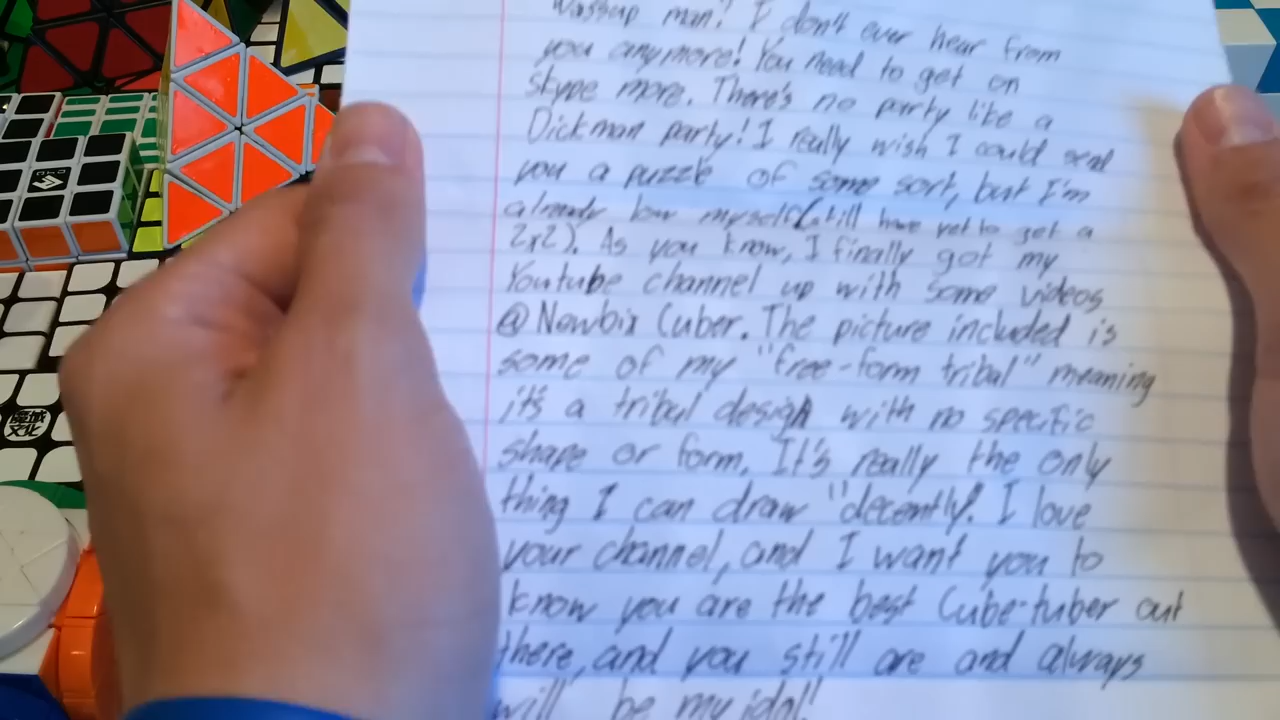 Wassup man! I don't ever hear from
you anymore! You need to get on
Skype more. There's no party like a
Dickman party! I really wish I could send
you a puzzle of some sort, but I'm
already low myself(still have yet to get a
2x2). As you know, I finally got my
Youtube channel up with some videos
@ Newbix Cuber. The picture included is
some of my "free-form tribal" meaning
it's a tribal design with no specific
shape or form. It's really the only
thing I can draw "decently". I love
your channel, and I want you to
know you are the best Cube-tuber out
there, and you still are and always
will be my idol!